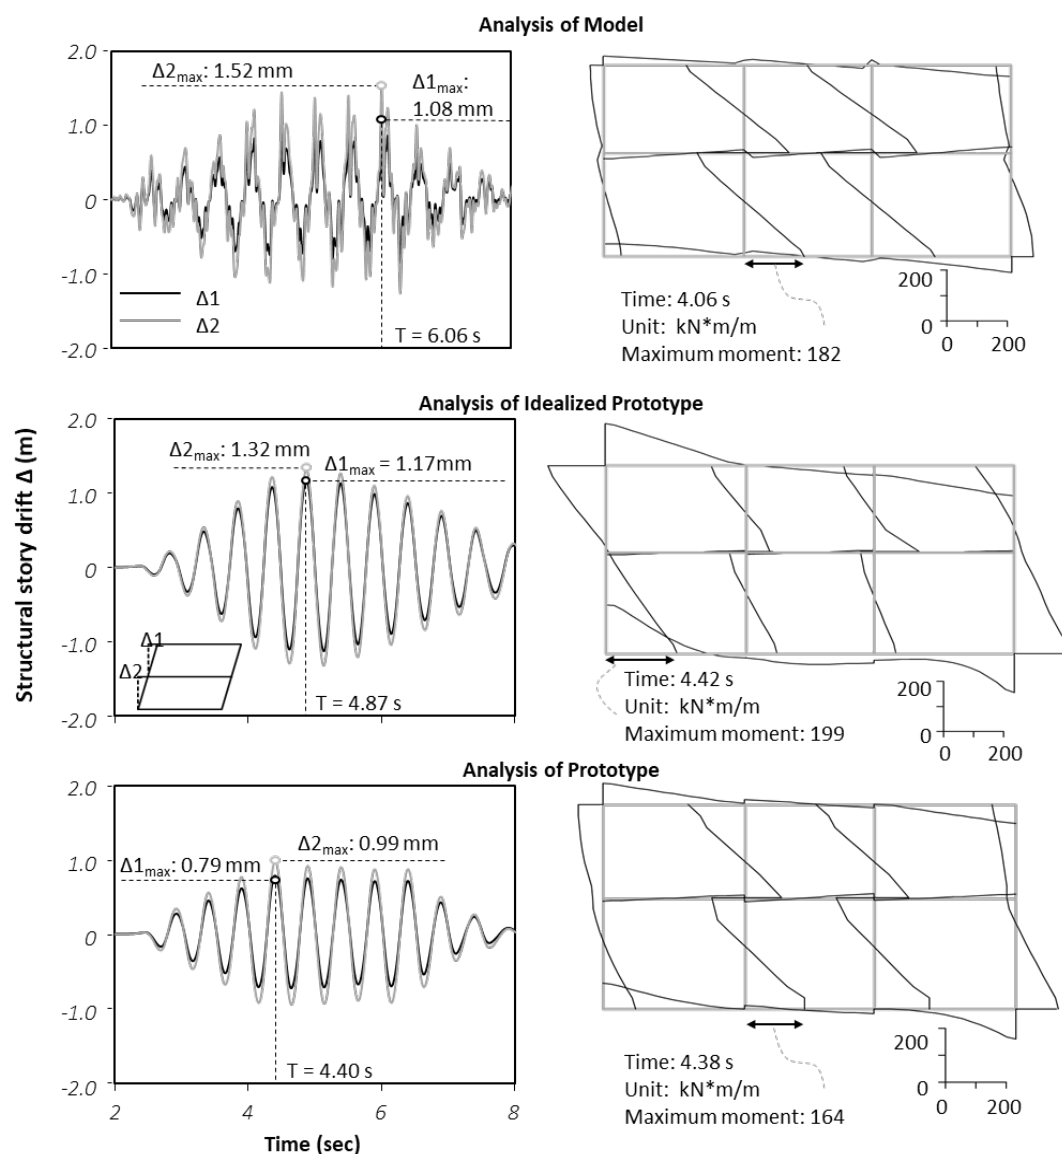 Analysis of Model
2.0
1.0
0
-1.0
-2.0
Δ2max: 1.52 mm
Δ1max:
1.08 mm
Δ1
Δ2
T = 6.06 s
Time: 4.06 s
Unit: kN*m/m
Maximum moment: 182
200
0
0 200
Analysis of Idealized Prototype
Structural story drift Δ (m)
2.0
1.0
0
-1.0
-2.0
Δ2max: 1.32 mm
Δ1max = 1.17mm
Δ1
Δ2
T = 4.87 s
Time: 4.42 s
Unit: kN*m/m
Maximum moment: 199
200
0
0 200
Analysis of Prototype
2.0
1.0
0
-1.0
-2.0
Δ2max: 0.99 mm
Δ1max: 0.79 mm
T = 4.40 s
2 4 6 8
Time (sec)
Time: 4.38 s
Unit: kN*m/m
Maximum moment: 164
200
0
0 200